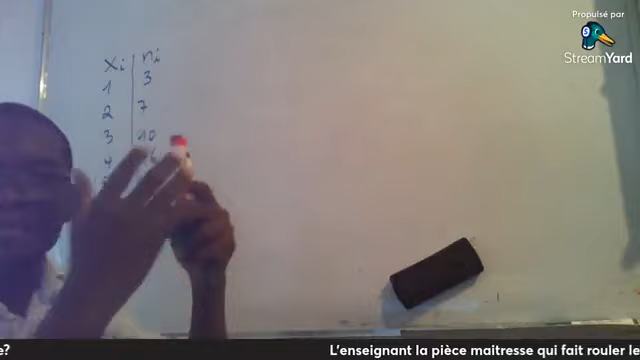 Propulsé par
StreamYard
xi ni
1 3
2 7
3 10
4
e?
L'enseignant la pièce maitresse qui fait rouler le